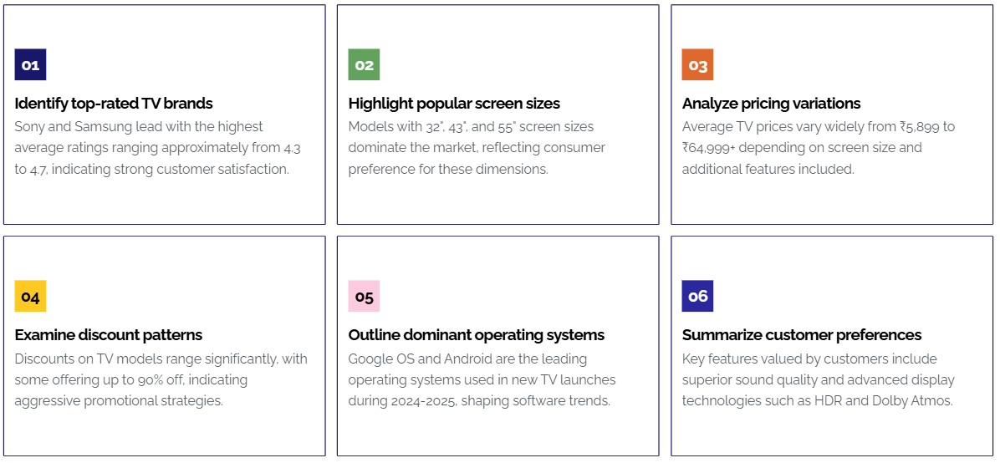 01
Identify top-rated TV brands
Sony and Samsung lead with the highest
average ratings ranging approximately from 4.3
to 4.7, indicating strong customer satisfaction.
02
Highlight popular screen sizes
Models with 32", 43", and 55" screen sizes
dominate the market, reflecting consumer
preference for these dimensions.
03
Analyze pricing variations
Average TV prices vary widely from ₹5,899 to
₹64,999+ depending on screen size and
additional features included.
04
Examine discount patterns
Discounts on TV models range significantly, with
some offering up to 90% off, indicating
aggressive promotional strategies.
05
Outline dominant operating systems
Google OS and Android are the leading
operating systems used in new TV launches
during 2024-2025, shaping software trends.
06
Summarize customer preferences
Key features valued by customers include
superior sound quality and advanced display
technologies such as HDR and Dolby Atmos.